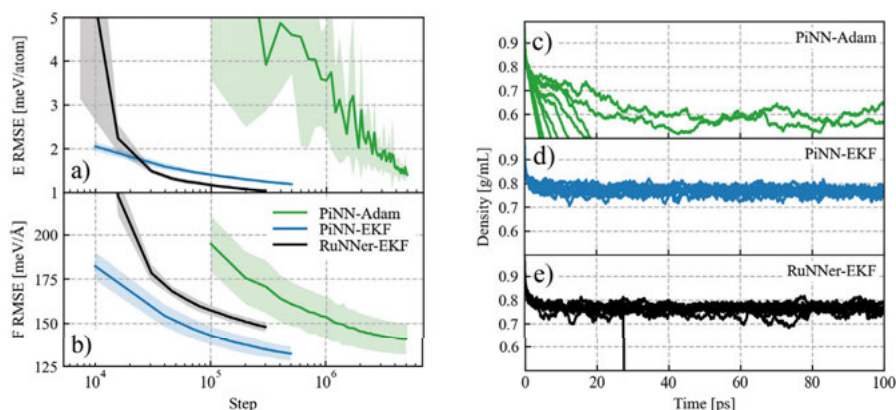 E RMSE [meV/atom]
5
4
3
2
1
a)
F RMSE [meV/Å]
200
175
150
125
b)
PiNN-Adam
PiNN-EKF
RuNNer-EKF
10⁴ 10⁵ 10⁶
Step
Density [g/mL]
c)
PiNN-Adam
0.9
0.8
0.7
0.6
d)
PiNN-EKF
0.9
0.8
0.7
0.6
e)
RuNNer-EKF
0.9
0.8
0.7
0.6
0 20 40 60 80 100
Time [ps]